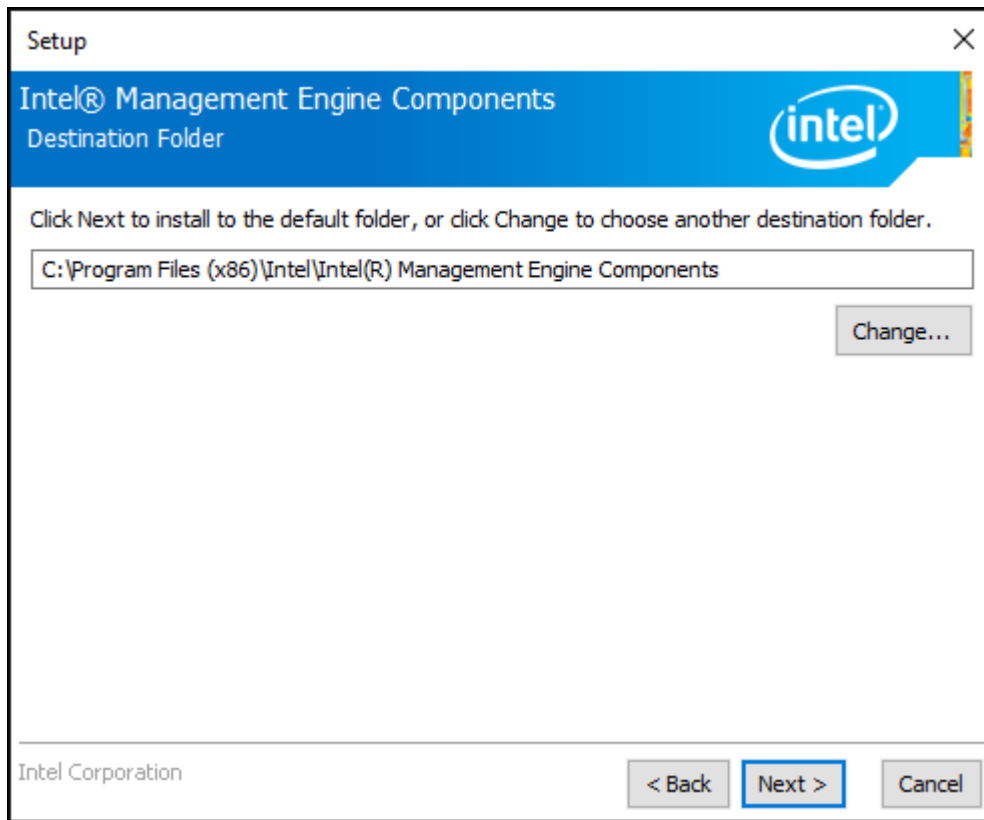 Setup
Intel® Management Engine Components
Destination Folder
intel
Click Next to install to the default folder, or click Change to choose another destination folder.
C:\Program Files (x86)\Intel\Intel(R) Management Engine Components
Change...
Intel Corporation
< Back
Next >
Cancel